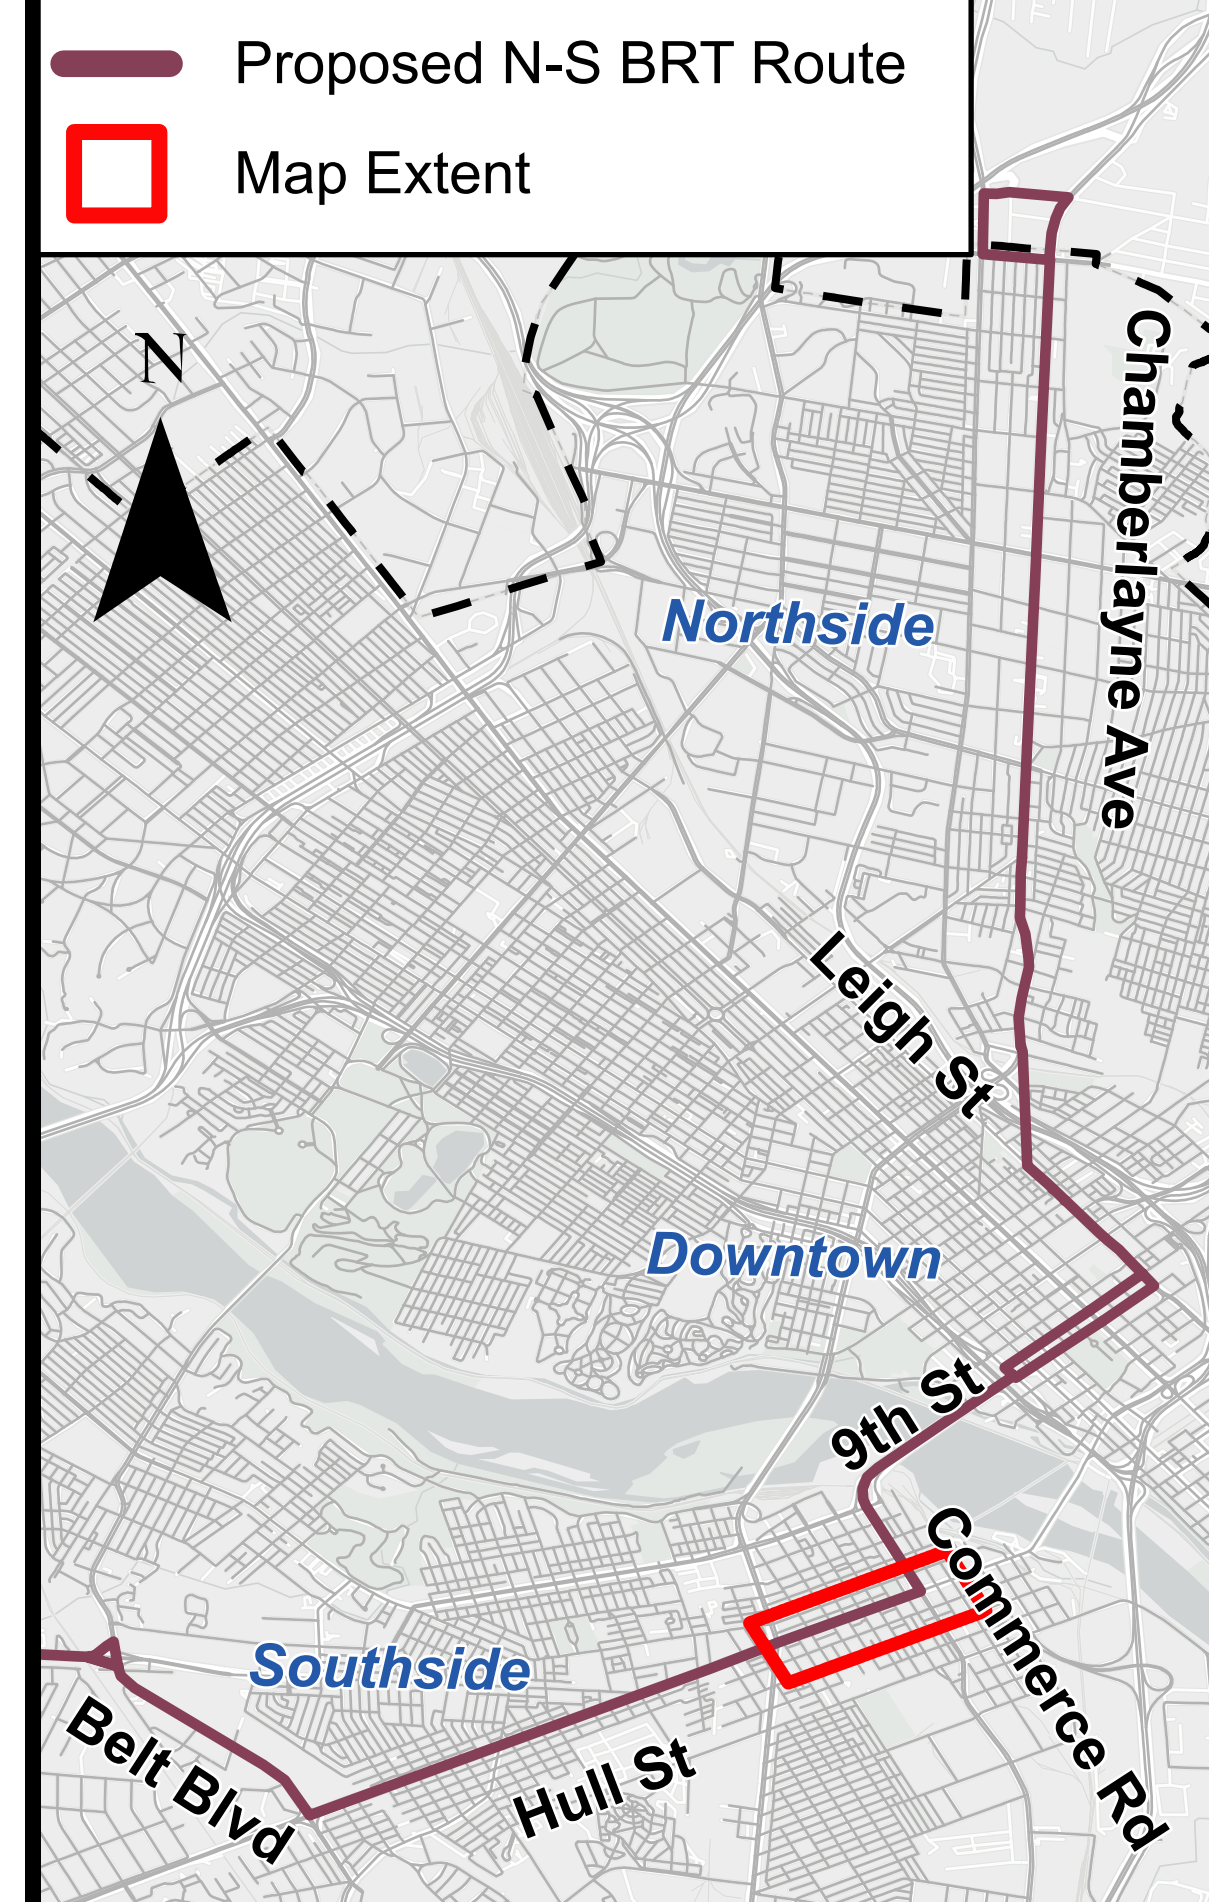 Proposed N-S BRT Route
Map Extent
N
Chamberlayne Ave
Northside
Leigh St
Downtown
9th St
Commerce Rd
Southside
Belt Blvd
Hull St